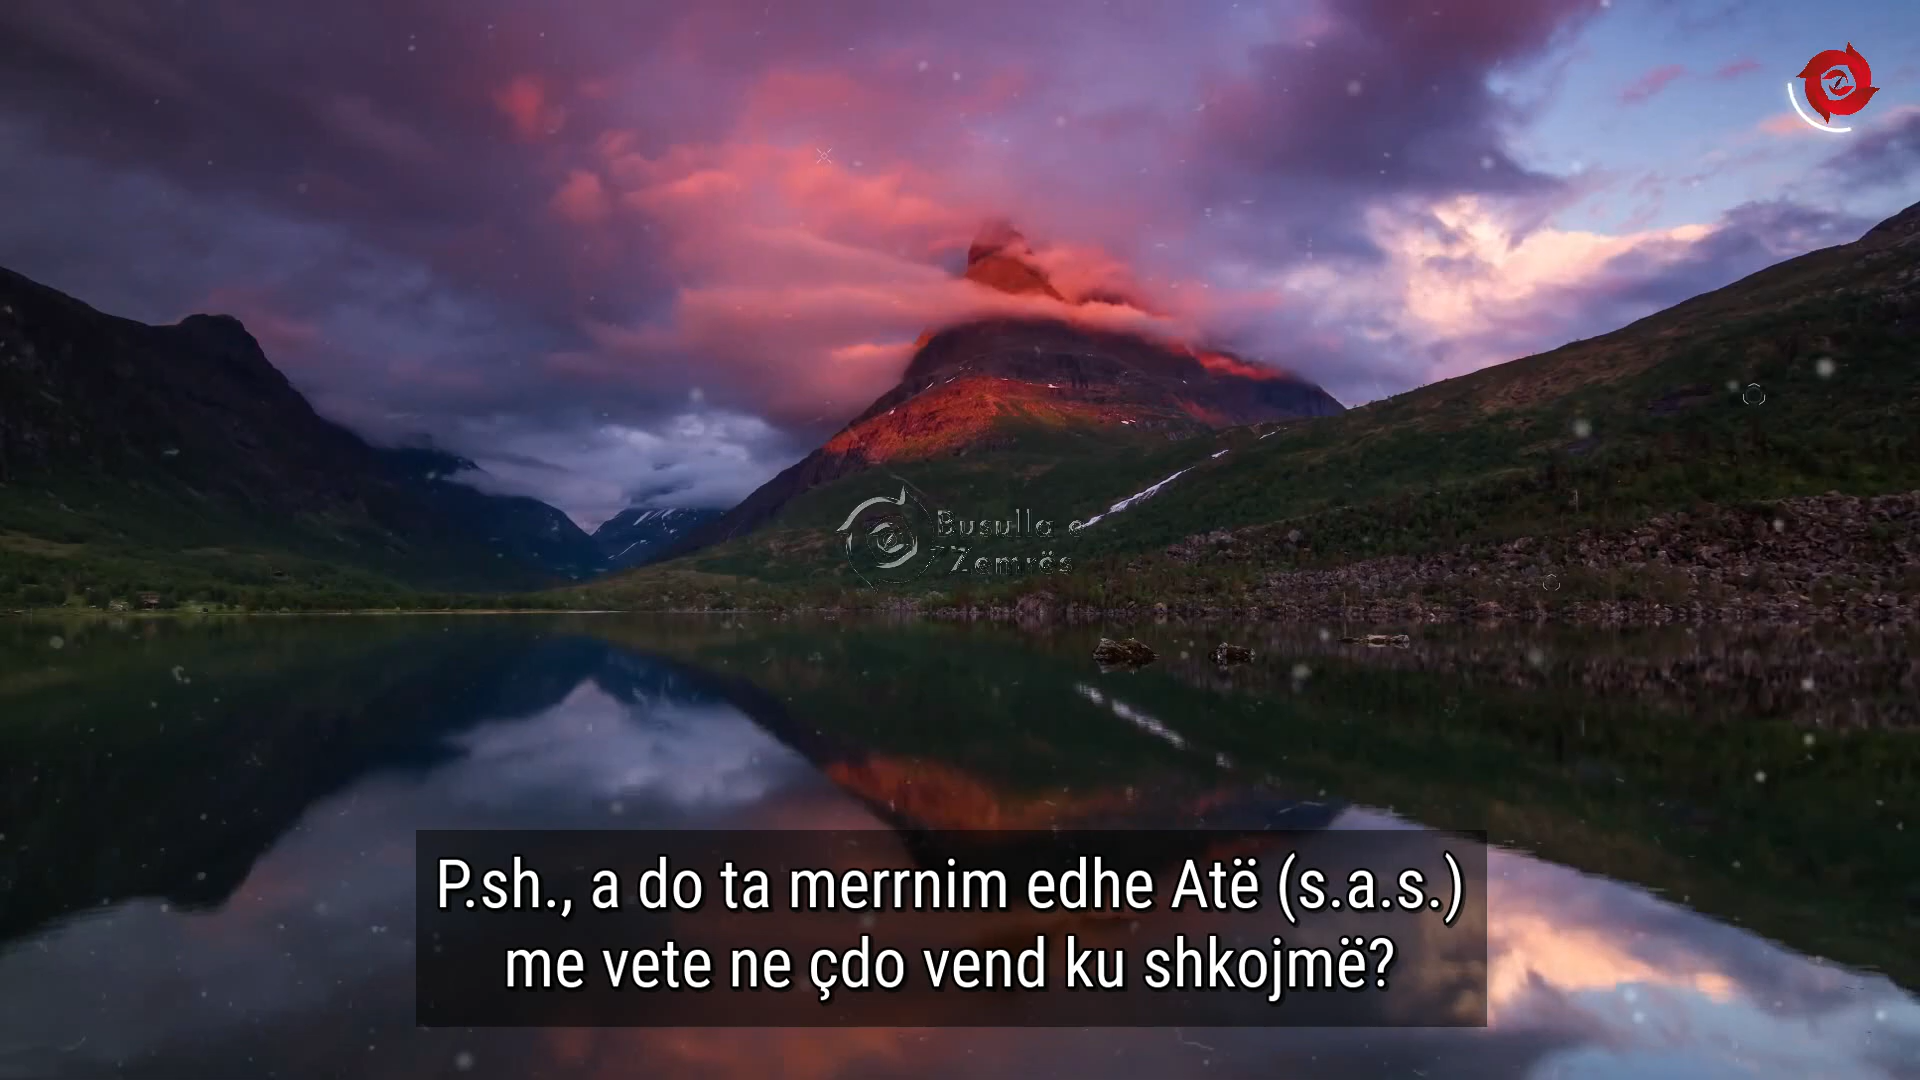 Busulla e
Zemrës
P.sh., a do ta merrnim edhe Atë (s.a.s.)
me vete ne çdo vend ku shkojmë?